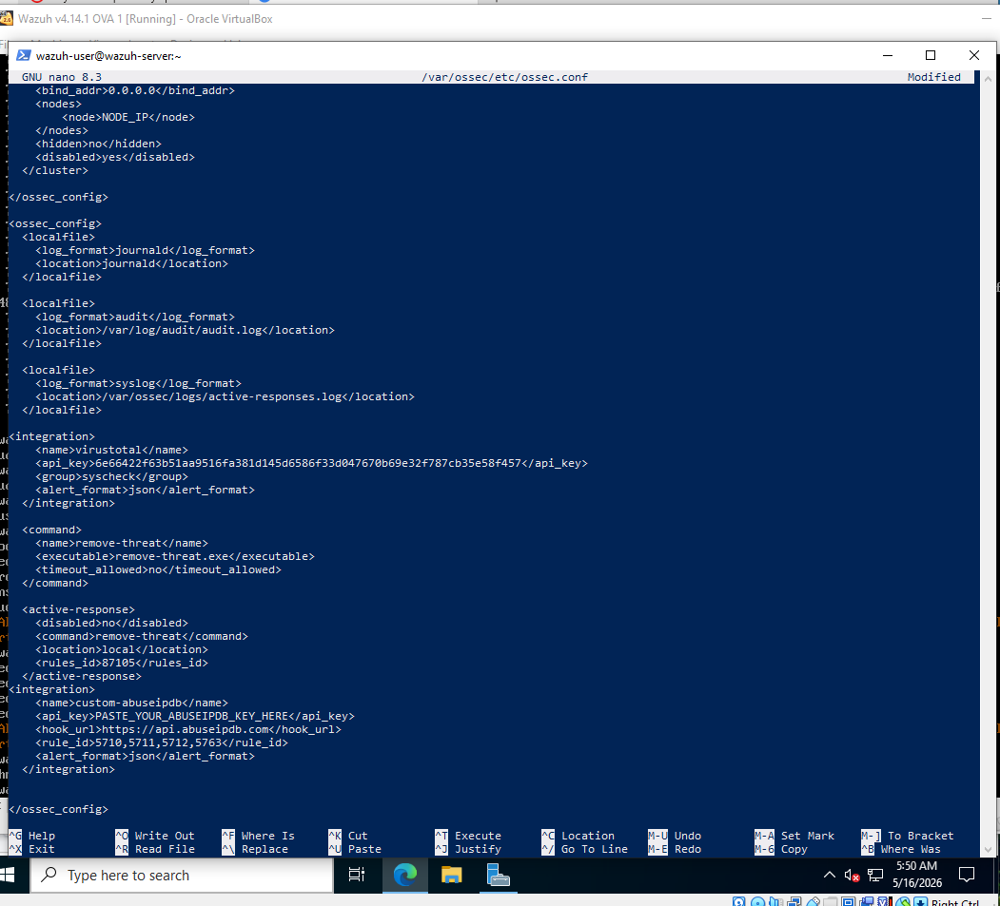 Wazuh v4.14.1 OVA 1 [Running] - Oracle VirtualBox
wazuh-user@wazuh-server:~
GNU nano 8.3 /var/ossec/etc/ossec.conf Modified
<bind_addr>0.0.0.0</bind_addr>
<nodes>
<node>NODE_IP</node>
</nodes>
<hidden>no</hidden>
<disabled>yes</disabled>
</cluster>
</ossec_config>
<ossec_config>
<localfile>
<log_format>journald</log_format>
<location>journald</location>
</localfile>
<localfile>
<log_format>audit</log_format>
<location>/var/log/audit/audit.log</location>
</localfile>
<localfile>
<log_format>syslog</log_format>
<location>/var/ossec/logs/active-responses.log</location>
</localfile>
<integration>
<name>virustotal</name>
<api_key>6e66422f63b51aa9516fa381d145d6586f33d047670b69e32f787cb35e58f457</api_key>
<group>syscheck</group>
<alert_format>json</alert_format>
</integration>
<command>
<name>remove-threat</name>
<executable>remove-threat.exe</executable>
<timeout_allowed>no</timeout_allowed>
</command>
<active-response>
<disabled>no</disabled>
<command>remove-threat</command>
<location>local</location>
<rules_id>87105</rules_id>
</active-response>
<integration>
<name>custom-abuseipdb</name>
<api_key>PASTE_YOUR_ABUSEIPDB_KEY_HERE</api_key>
<hook_url>https://api.abuseipdb.com</hook_url>
<rule_id>5710,5711,5712,5763</rule_id>
<alert_format>json</alert_format>
</integration>
</ossec_config>
^G Help ^O Write Out ^F Where Is ^K Cut ^T Execute ^C Location M-U Undo M-A Set Mark M-] To Bracket
^X Exit ^R Read File ^\ Replace ^U Paste ^J Justify ^/ Go To Line M-E Redo M-6 Copy ^B Where Was
Type here to search
5:50 AM
5/16/2026
Right Ctrl